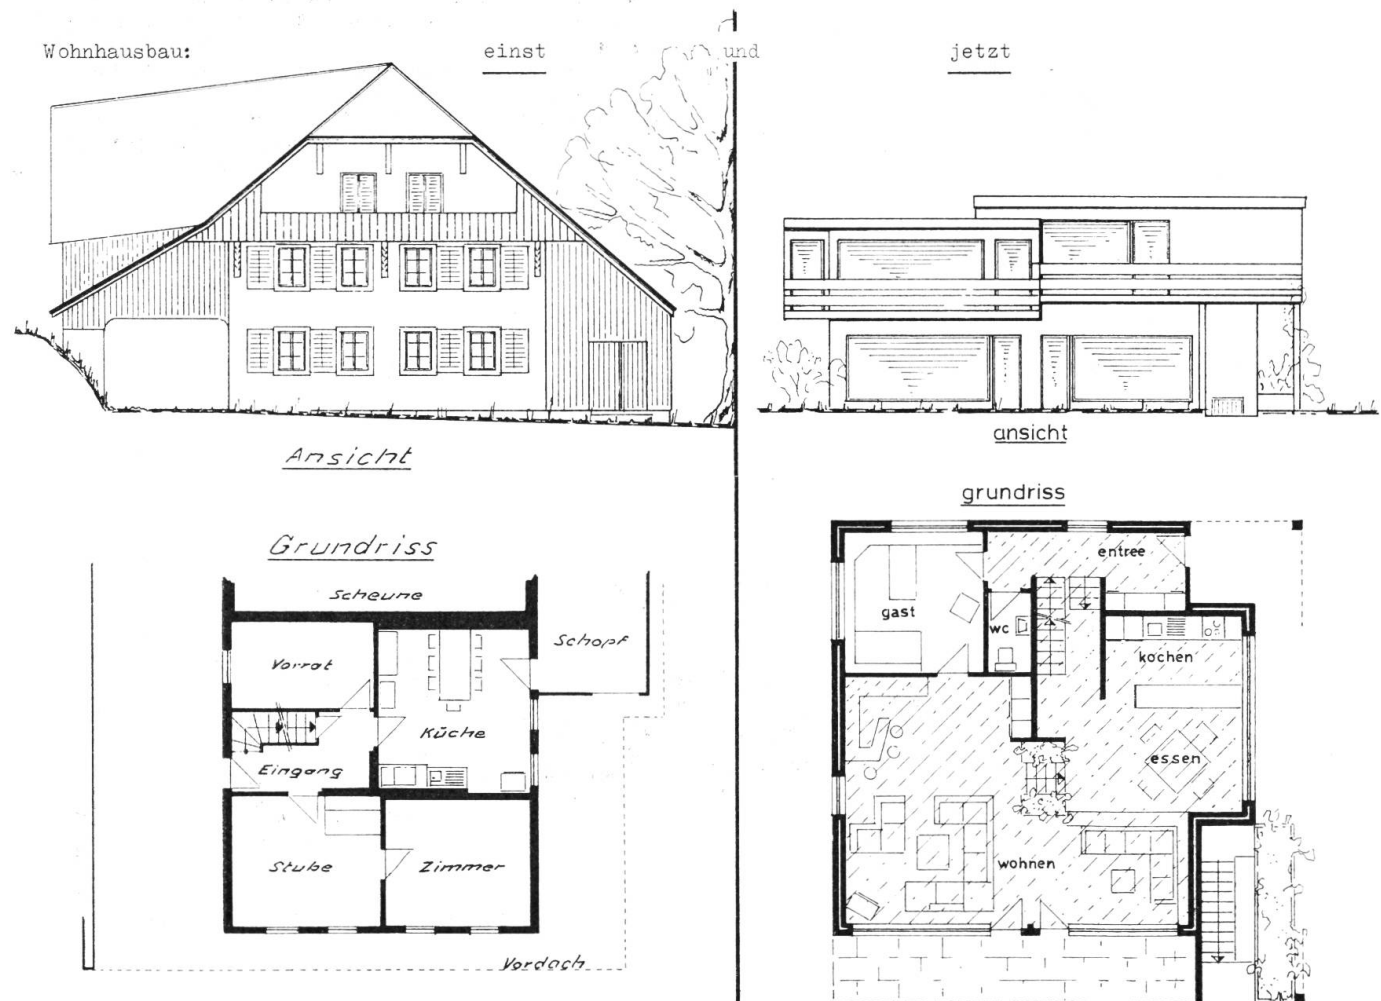 Wohnhausbau: einst und jetzt
Ansicht
Grundriss
Scheune
Schopf
Vorrat
Küche
Eingang
Stube
Zimmer
Vordach
ansicht
grundriss
entree
gast
wc
kochen
essen
wohnen